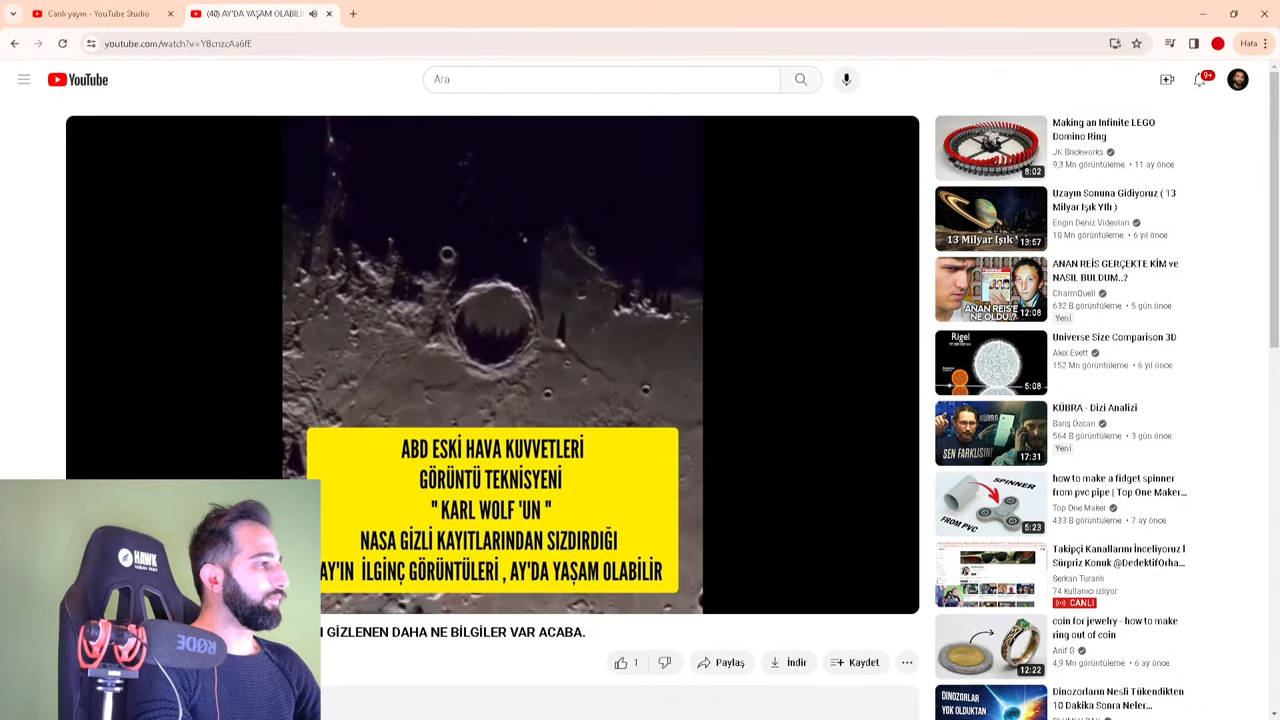 Canlı yayın - YouTube Studio
(40) AY'DA YAŞAM OLABİLİ
youtube.com/watch?v=Y8cnzcAa6fE
Hata
YouTube
Ara
9+
ABD ESKİ HAVA KUVVETLERİ
GÖRÜNTÜ TEKNİSYENİ
" KARL WOLF 'UN "
NASA GİZLİ KAYITLARINDAN SIZDIRDIĞI
AY'IN İLGİNÇ GÖRÜNTÜLERİ , AY'DA YAŞAM OLABİLİR
GİZLENEN DAHA NE BİLGİLER VAR ACABA.
1
Paylaş
İndir
Kaydet
RØDE
8:02
Making an Infinite LEGO
Domino Ring
JK Brickworks
9,3 Mn görüntüleme • 11 ay önce
13 Milyar Işık
13:57
Uzayın Sonuna Gidiyoruz ( 13
Milyar Işık Yılı )
Engin Deniz Videoları
10 Mn görüntüleme • 6 yıl önce
ANAN REİS'E
NE OLDU..?
12:08
ANAN REİS GERÇEKTE KİM ve
NASIL BULDUM..?
CharmQuell
632 B görüntüleme • 5 gün önce
Yeni
Rigel
5:08
Universe Size Comparison 3D
Alex Evett
152 Mn görüntüleme • 6 yıl önce
KÜBRA
SEN FARKLISIN!
17:31
KÜBRA - Dizi Analizi
Barış Özcan
564 B görüntüleme • 3 gün önce
Yeni
SPINNER
FROM PVC
5:23
how to make a fidget spinner
from pvc pipe | Top One Maker...
Top One Maker
433 B görüntüleme • 7 ay önce
Takipçi Kanallarını İnceliyoruz I
Sürpriz Konuk @DedektifOrha...
Serkan Turanlı
74 kullanıcı izliyor
CANLI
12:22
coin for jewelry - how to make
ring out of coin
Anıf G
4,9 Mn görüntüleme • 6 ay önce
DİNOZORLAR
YOK OLDUKTAN
Dinozorların Nesli Tükendikten
10 Dakika Sonra Neler...